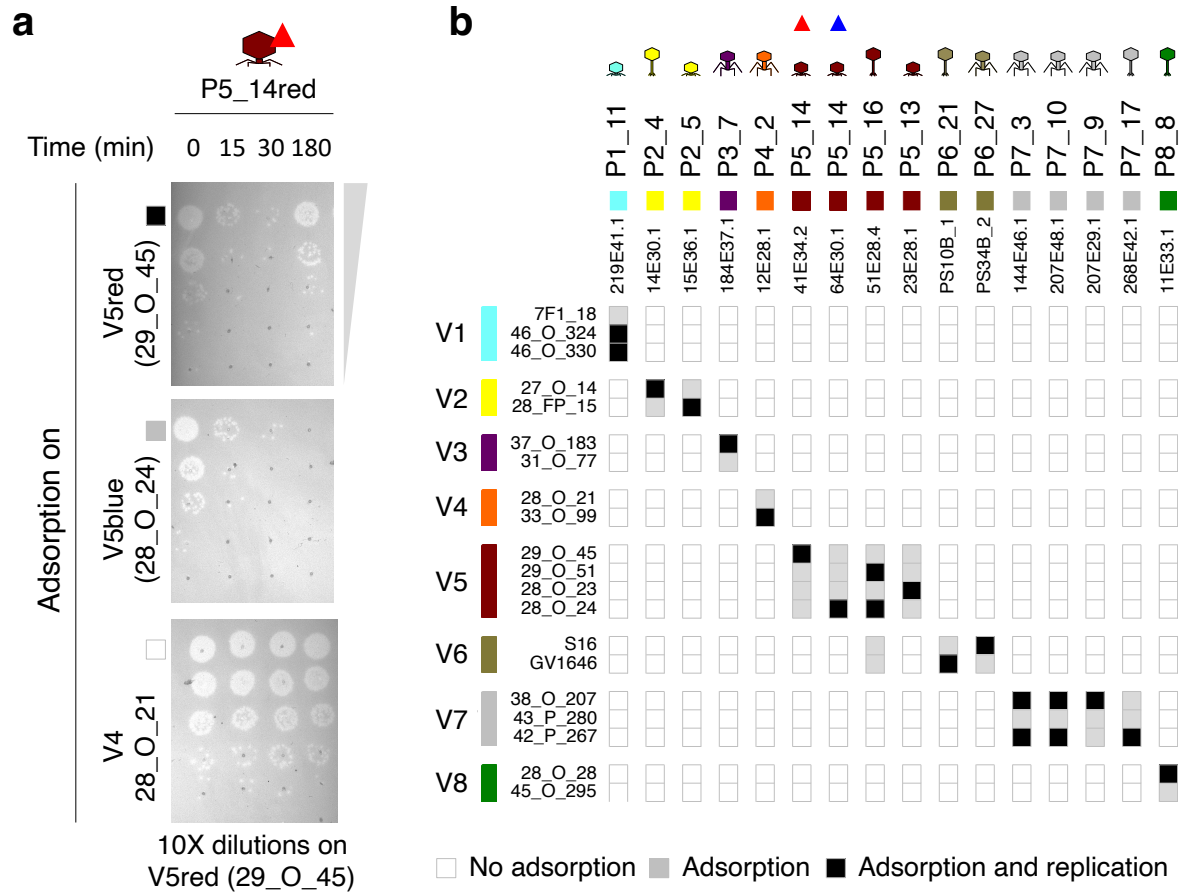 a
P5_14red
Time (min) 0 15 30 180
Adsorption on
V5red
(29_O_45)
V5blue
(28_O_24)
V4
28_O_21
10X dilutions on
V5red (29_O_45)
b
P1_11 P2_4 P2_5 P3_7 P4_2 P5_14 P5_14 P5_16 P5_13 P6_21 P6_27 P7_3 P7_10 P7_9 P7_17 P8_8
219E41.1 14E30.1 15E36.1 184E37.1 12E28.1 41E34.2 64E30.1 51E28.4 23E28.1 PS10B_1 PS34B_2 144E46.1 207E48.1 207E29.1 268E42.1 11E33.1
V1
7F1_18
46_O_324
46_O_330
V2
27_O_14
28_FP_15
V3
37_O_183
31_O_77
V4
28_O_21
33_O_99
V5
29_O_45
29_O_51
28_O_23
28_O_24
V6
S16
GV1646
V7
38_O_207
43_P_280
42_P_267
V8
28_O_28
45_O_295
No adsorption Adsorption Adsorption and replication